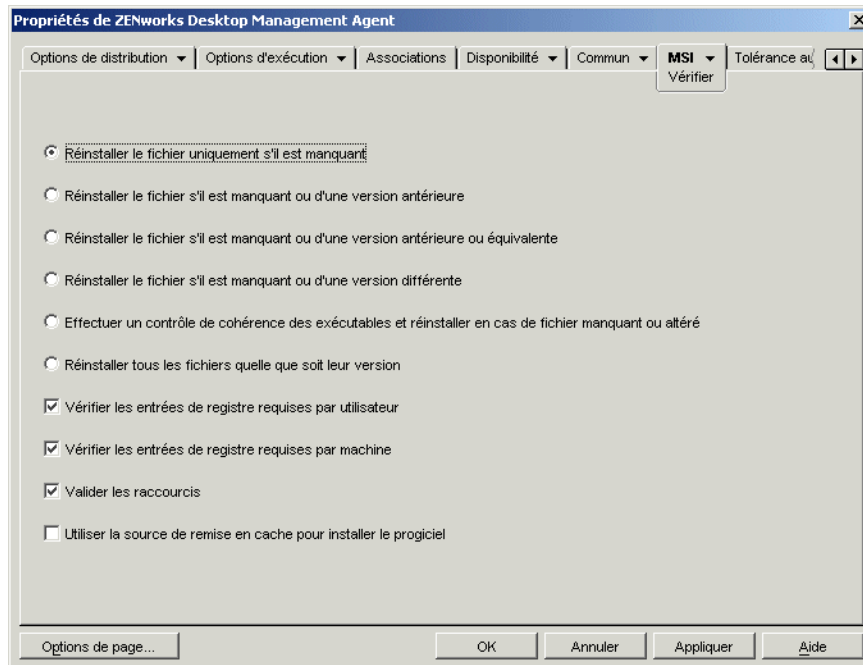 Propriétés de ZENworks Desktop Management Agent
Options de distribution Options d'exécution Associations Disponibilité Commun MSI Tolérance au
Vérifier
Réinstaller le fichier uniquement s'il est manquant
Réinstaller le fichier s'il est manquant ou d'une version antérieure
Réinstaller le fichier s'il est manquant ou d'une version antérieure ou équivalente
Réinstaller le fichier s'il est manquant ou d'une version différente
Effectuer un contrôle de cohérence des exécutables et réinstaller en cas de fichier manquant ou altéré
Réinstaller tous les fichiers quelle que soit leur version
Vérifier les entrées de registre requises par utilisateur
Vérifier les entrées de registre requises par machine
Valider les raccourcis
Utiliser la source de remise en cache pour installer le progiciel
Options de page... OK Annuler Appliquer Aide